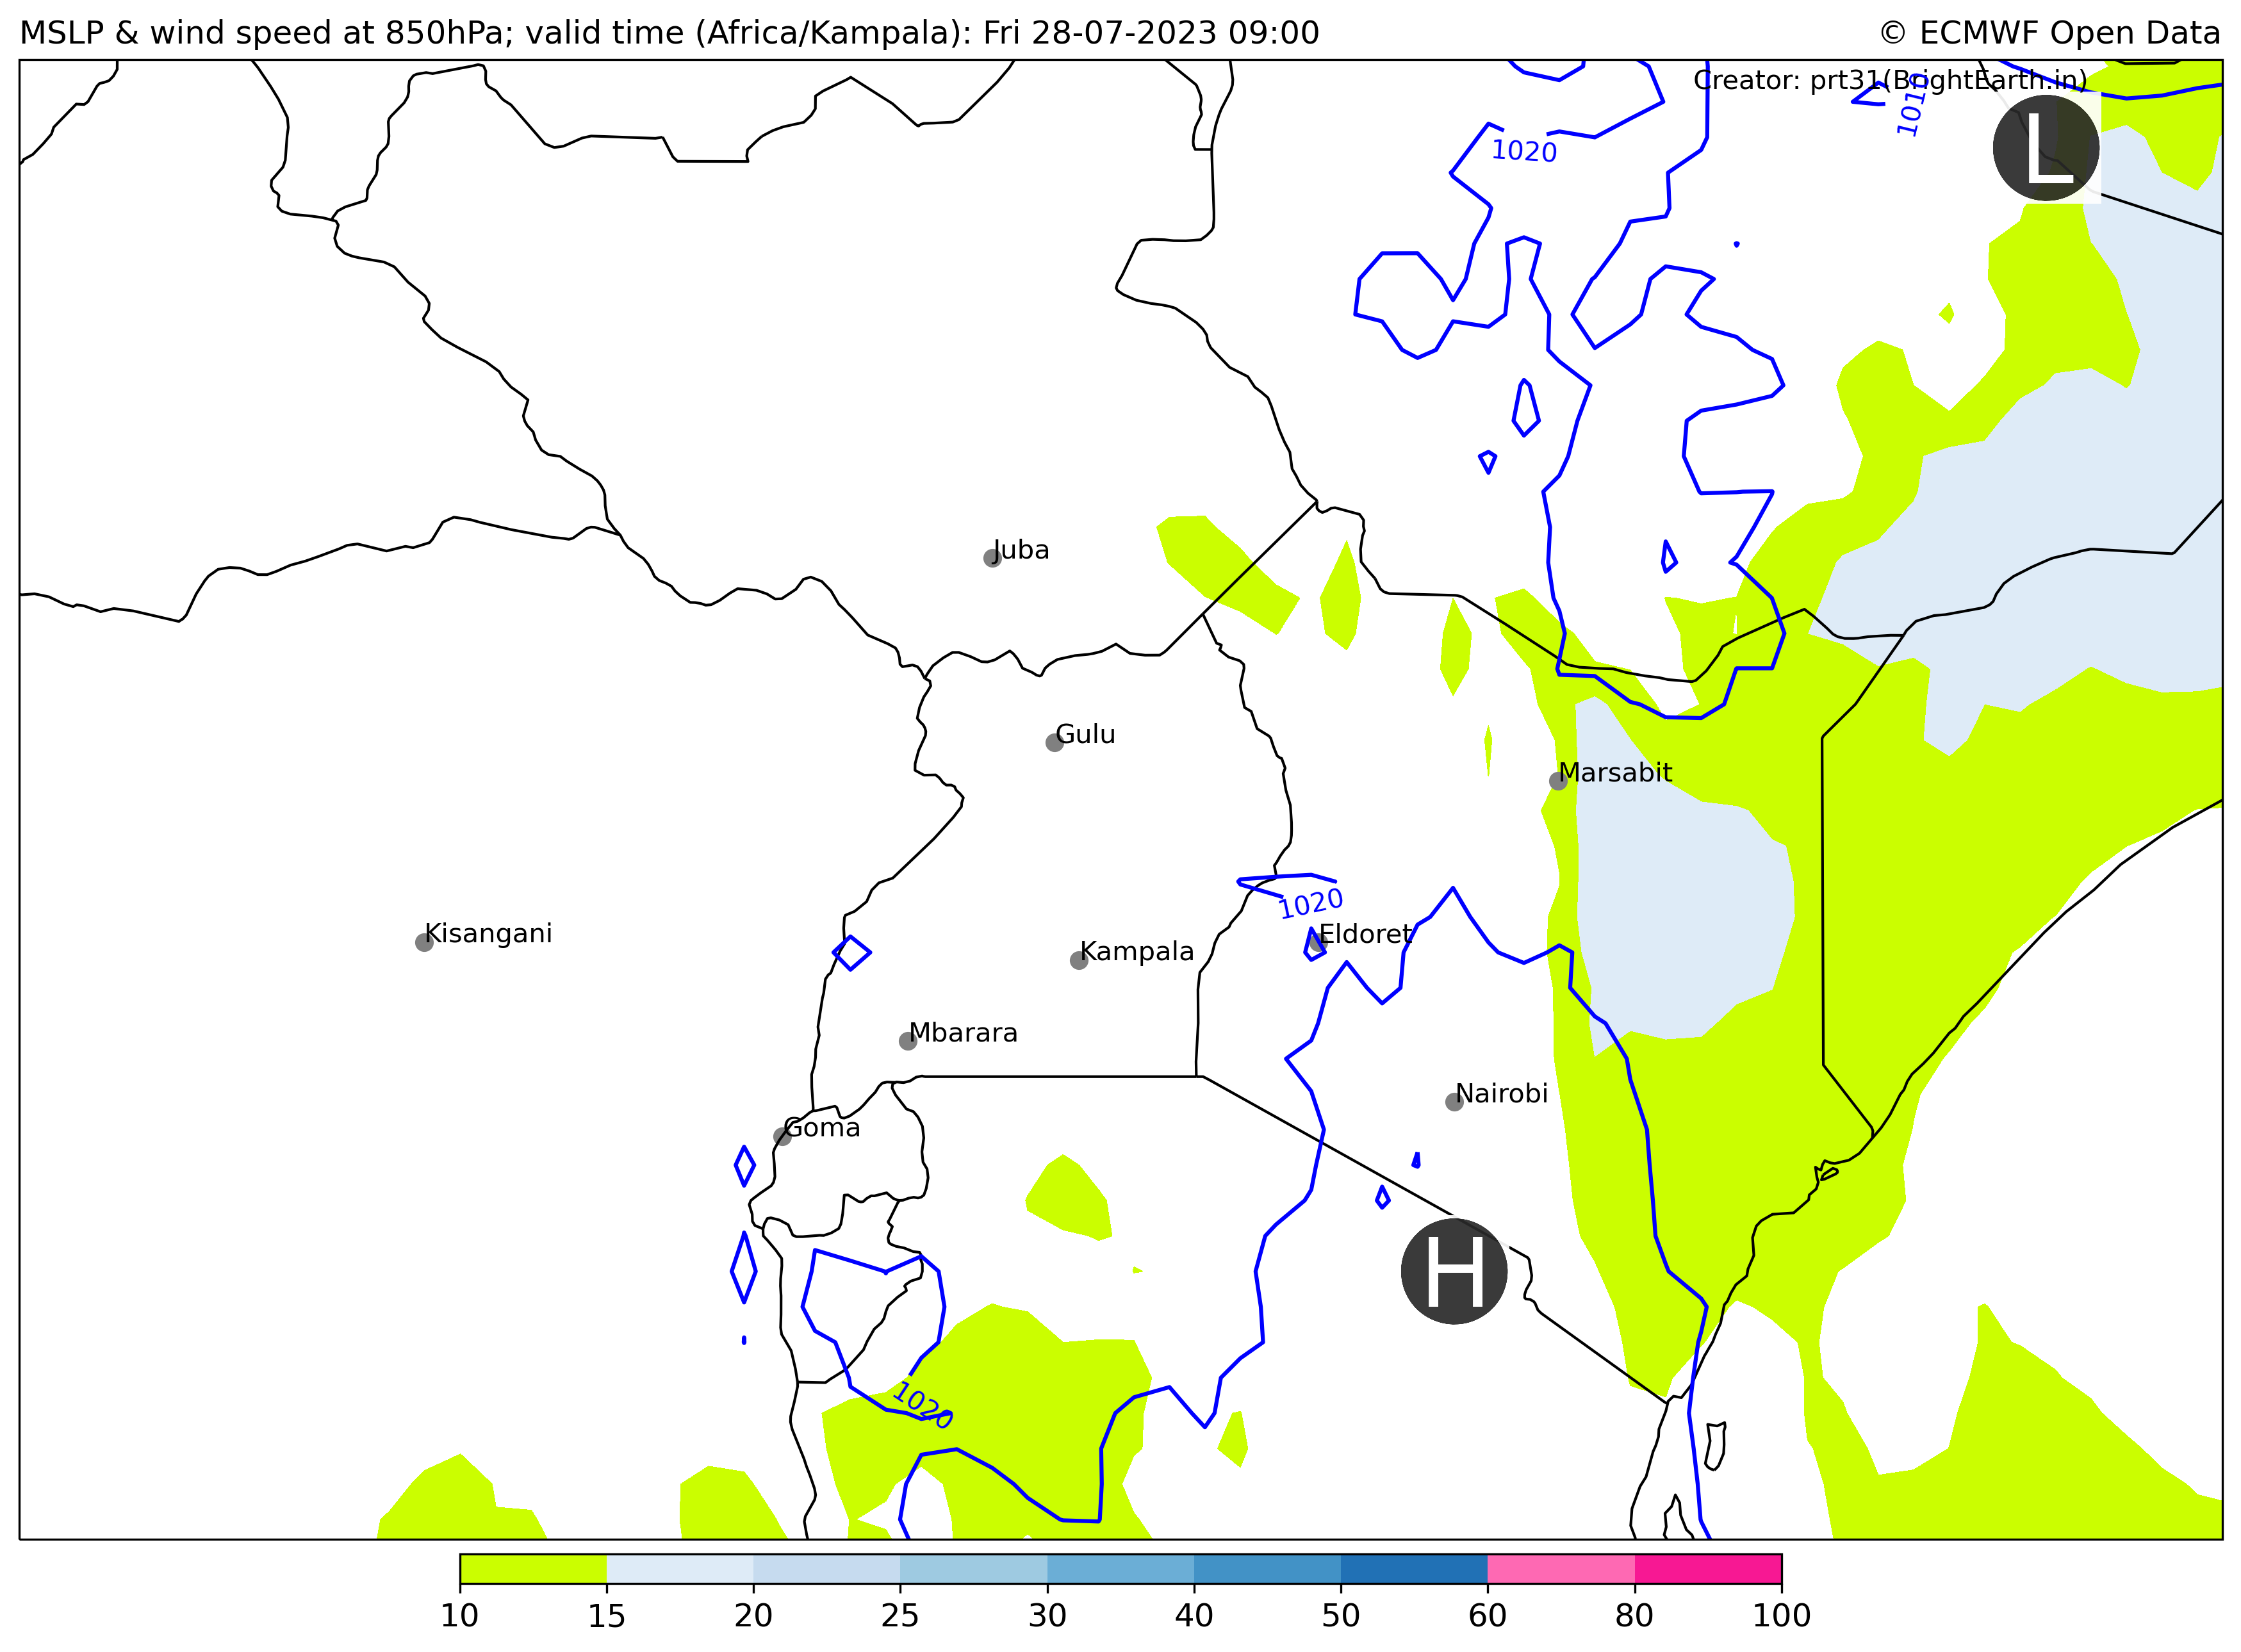 MSLP & wind speed at 850hPa; valid time (Africa/Kampala): Fri 28-07-2023 09:00
© ECMWF Open Data
Creator: prt31(BrightEarth.in)
1010
L
1020
Juba
Gulu
Marsabit
1020
Eldoret
Kisangani
Kampala
Mbarara
Nairobi
Goma
H
1020
10 15 20 25 30 40 50 60 80 100